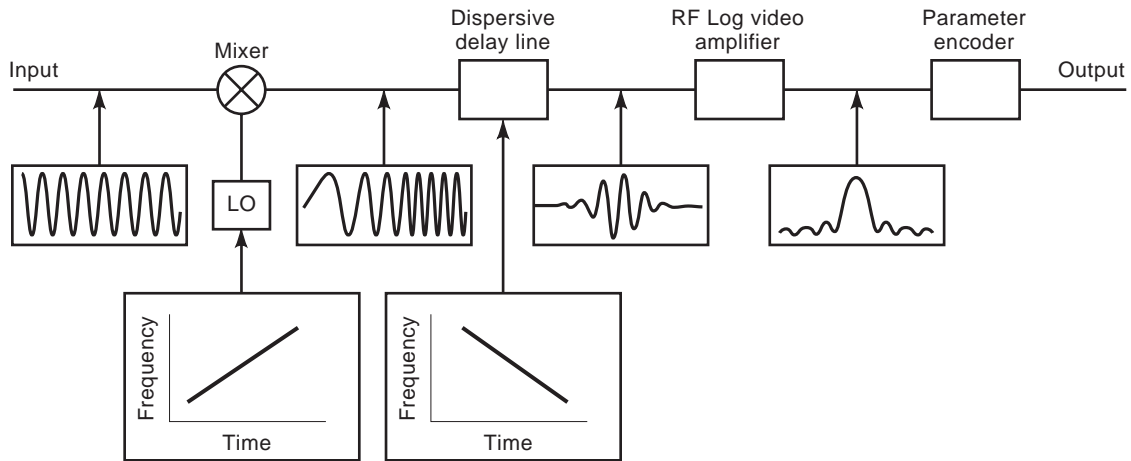 Dispersive
delay line
RF Log video
amplifier
Parameter
encoder
Mixer
Input
Output
LO
Frequency
Time
Frequency
Time